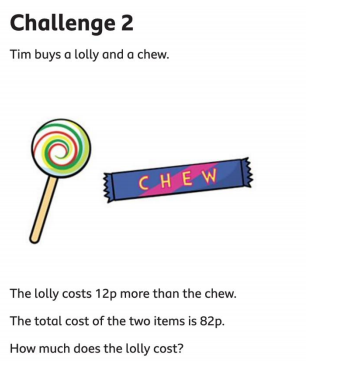 Challenge 2
Tim buys a lolly and a chew.
CHEW
The lolly costs 12p more than the chew.
The total cost of the two items is 82p.
How much does the lolly cost?